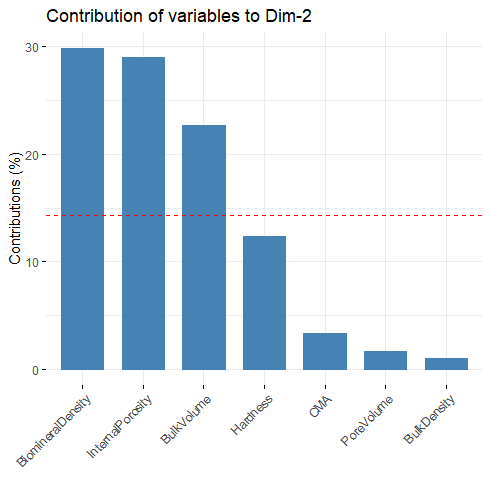 Contribution of variables to Dim-2
Contributions (%)
30
20
10
0
BiomineralDensity
InternalPorosity
BulkVolume
Hardness
CMA
PoreVolume
BulkDensity